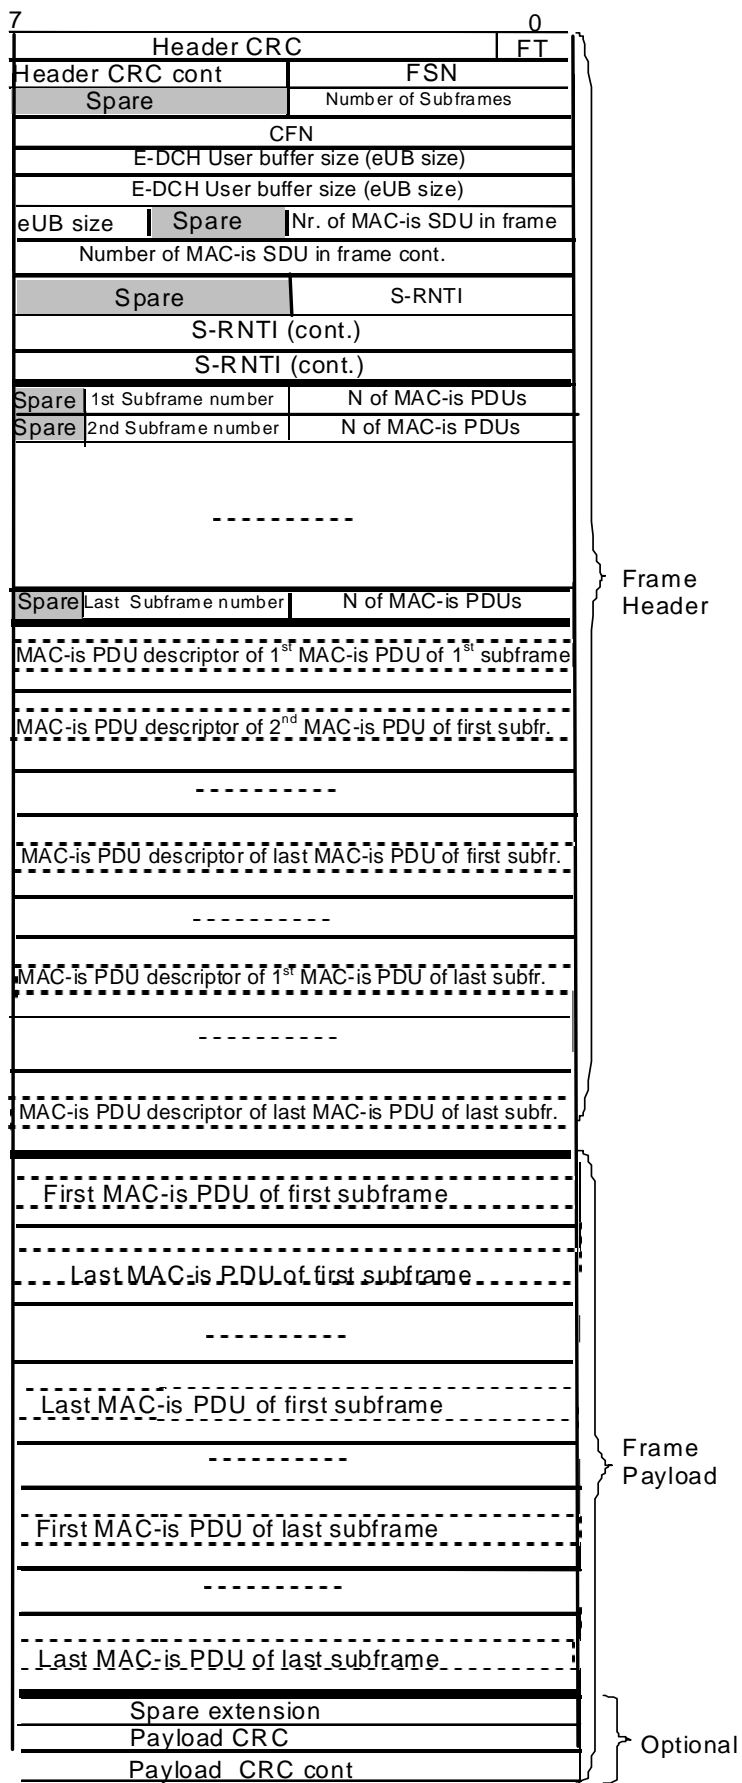 7 0
Header CRC FT
Header CRC cont FSN
Spare Number of Subframes
CFN
E-DCH User buffer size (eUB size)
E-DCH User buffer size (eUB size)
eUB size Spare Nr. of MAC-is SDU in frame
Number of MAC-is SDU in frame cont.
Spare S-RNTI
S-RNTI (cont.)
S-RNTI (cont.)
Spare 1st Subframe number N of MAC-is PDUs
Spare 2nd Subframe number N of MAC-is PDUs
Frame
Header
Spare Last Subframe number N of MAC-is PDUs
MAC-is PDU descriptor of 1st MAC-is PDU of 1st subframe
MAC-is PDU descriptor of 2nd MAC-is PDU of first subfr.
MAC-is PDU descriptor of last MAC-is PDU of first subfr.
MAC-is PDU descriptor of 1st MAC-is PDU of last subfr.
MAC-is PDU descriptor of last MAC-is PDU of last subfr.
First MAC-is PDU of first subframe
Last MAC-is PDU of first subframe
Last MAC-is PDU of first subframe
Frame
Payload
First MAC-is PDU of last subframe
Last MAC-is PDU of last subframe
Spare extension
Payload CRC
Optional
Payload CRC cont